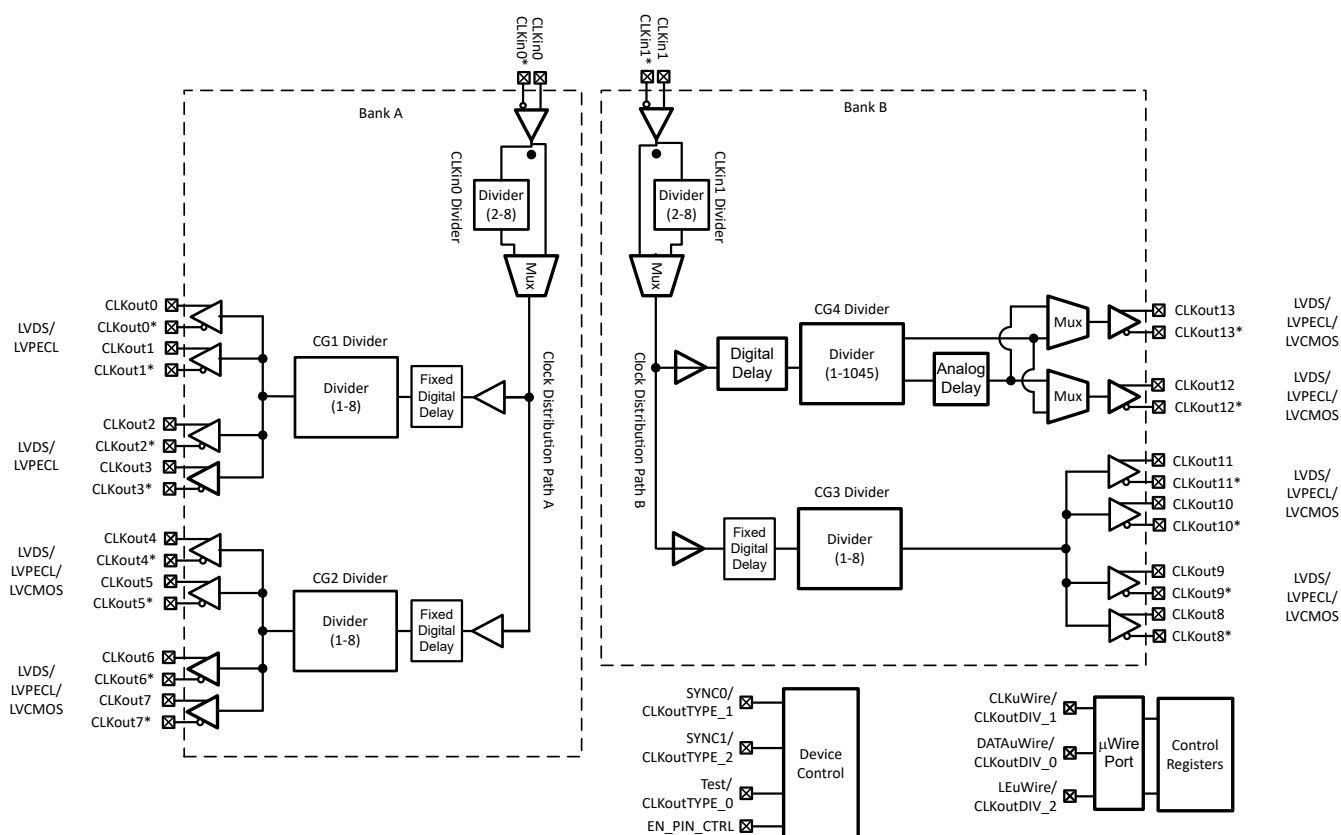 CLKin0*
CLKin0
CLKin1*
CLKin1
Bank A
Bank B
CLKin0 Divider
Divider
(2-8)
Mux
CLKin1 Divider
Divider
(2-8)
Mux
LVDS/
LVPECL
CLKout0
CLKout0*
CLKout1
CLKout1*
LVDS/
LVPECL
CLKout2
CLKout2*
CLKout3
CLKout3*
CG1 Divider
Divider
(1-8)
Fixed
Digital
Delay
Clock Distribution Path A
LVDS/
LVPECL/
LVCMOS
CLKout4
CLKout4*
CLKout5
CLKout5*
LVDS/
LVPECL/
LVCMOS
CLKout6
CLKout6*
CLKout7
CLKout7*
CG2 Divider
Divider
(1-8)
Fixed
Digital
Delay
Clock Distribution Path B
Digital
Delay
CG4 Divider
Divider
(1-1045)
Analog
Delay
Mux
Mux
CLKout13
CLKout13*
LVDS/
LVPECL/
LVCMOS
CLKout12
CLKout12*
LVDS/
LVPECL/
LVCMOS
Fixed
Digital
Delay
CG3 Divider
Divider
(1-8)
CLKout11
CLKout11*
CLKout10
CLKout10*
LVDS/
LVPECL/
LVCMOS
CLKout9
CLKout9*
CLKout8
CLKout8*
LVDS/
LVPECL/
LVCMOS
SYNC0/
CLKoutTYPE_1
SYNC1/
CLKoutTYPE_2
Test/
CLKoutTYPE_0
EN_PIN_CTRL
Device
Control
CLKuWire/
CLKoutDIV_1
DATAuWire/
CLKoutDIV_0
LEuWire/
CLKoutDIV_2
µWire
Port
Control
Registers